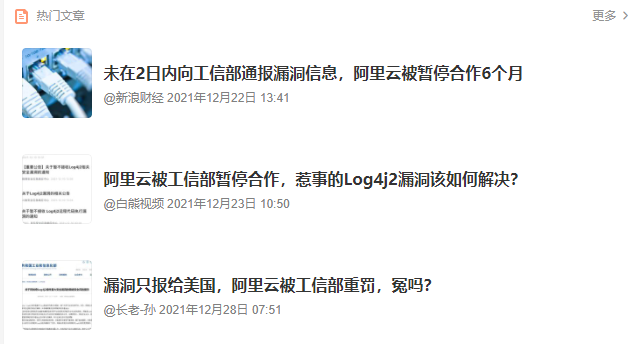 热门文章
更多 >
未在2日内向工信部通报漏洞信息，阿里云被暂停合作6个月
@新浪财经 2021年12月22日 13:41
阿里云被工信部暂停合作，惹事的Log4j2漏洞该如何解决？
@白熊视频 2021年12月23日 10:50
漏洞只报给美国，阿里云被工信部重罚，冤吗？
@长老-孙 2021年12月28日 07:51